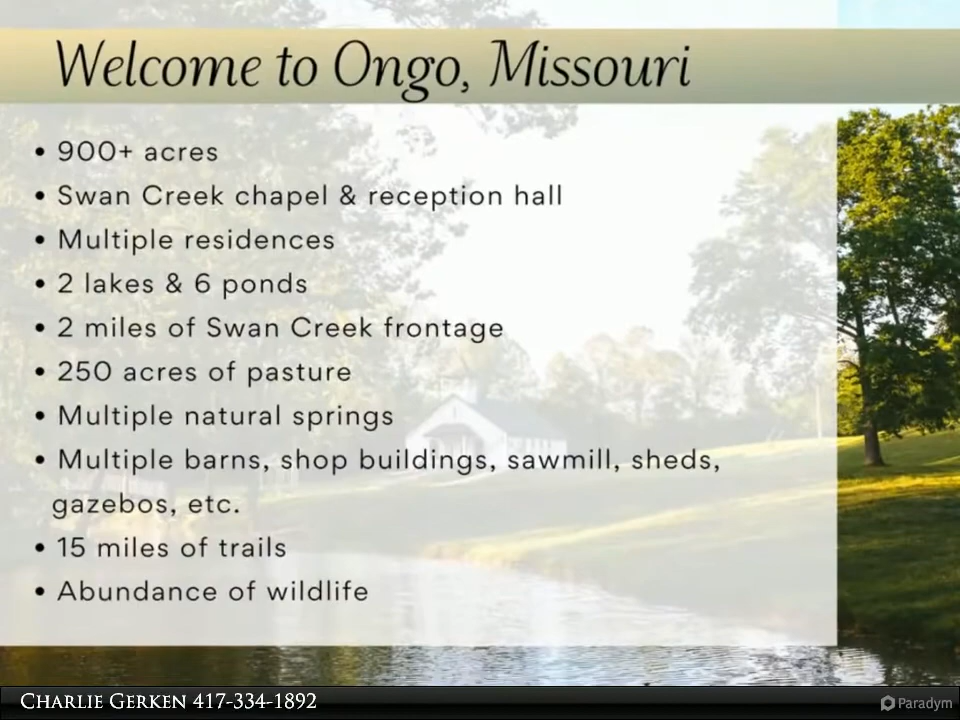 Welcome to Ongo, Missouri
• 900+ acres
• Swan Creek chapel & reception hall
• Multiple residences
• 2 lakes & 6 ponds
• 2 miles of Swan Creek frontage
• 250 acres of pasture
• Multiple natural springs
• Multiple barns, shop buildings, sawmill, sheds,
gazebos, etc.
• 15 miles of trails
• Abundance of wildlife
Charlie Gerken 417-334-1892
Paradym